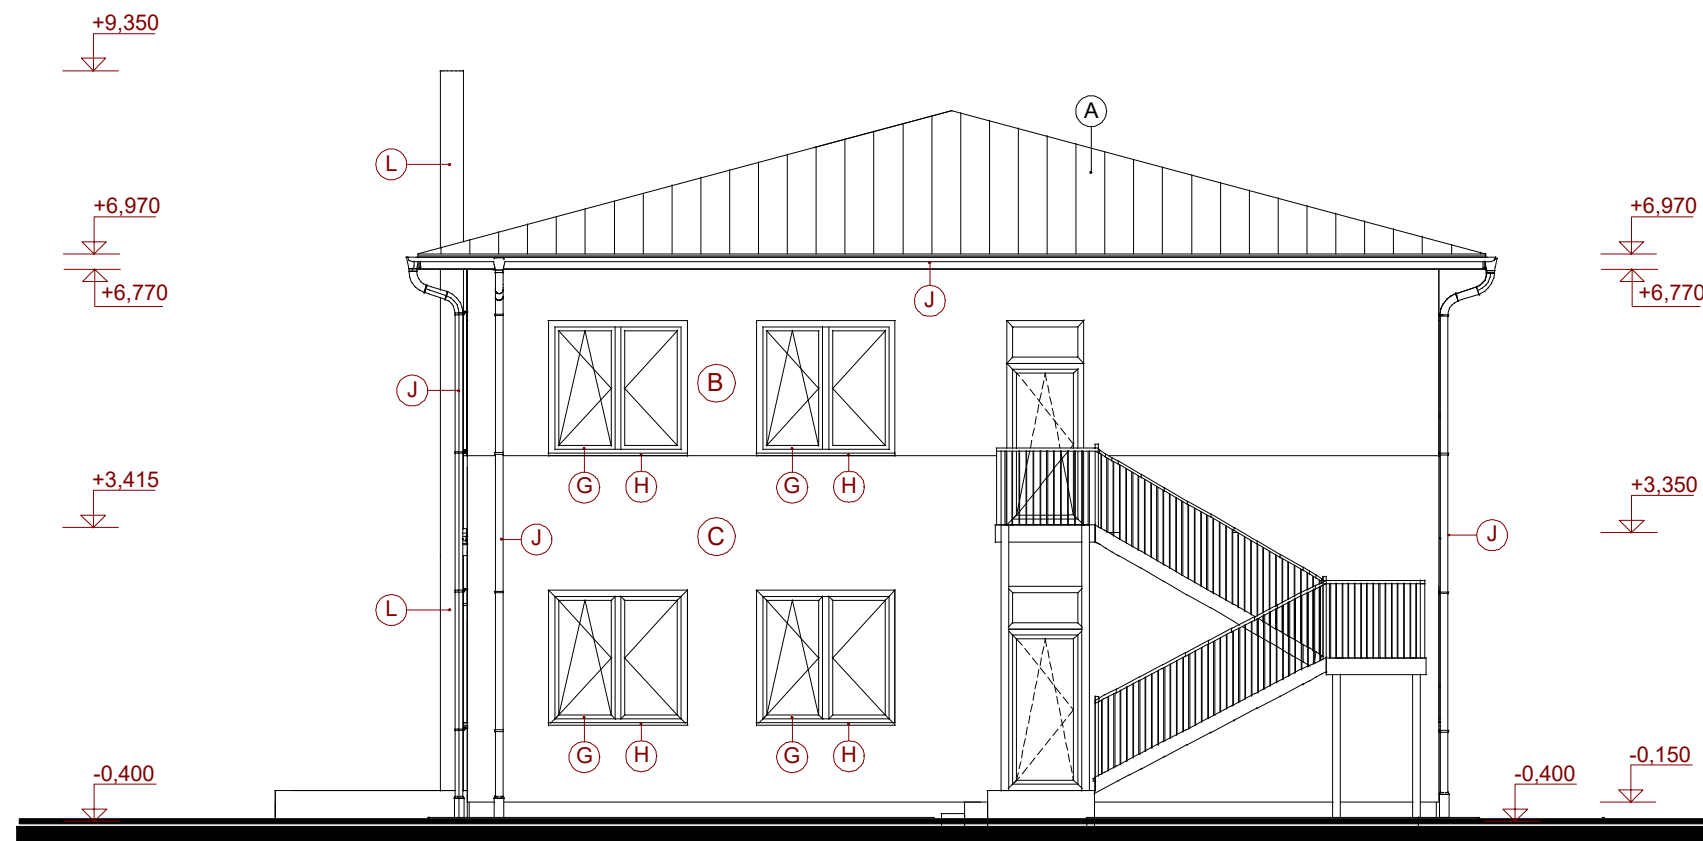 +9,350
A
L
+6,970
+6,970
+6,770
+6,770
J
B
J
G
H
G
H
+3,415
+3,350
C
J
J
L
G
H
G
H
-0,400
-0,150
-0,400